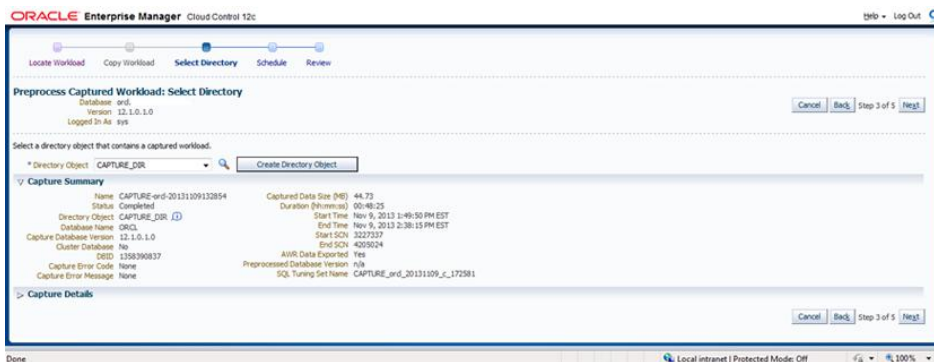 ORACLE Enterprise Manager Cloud Control 12c
Help Log Out
Locate Workload Copy Workload Select Directory Schedule Review
Preprocess Captured Workload: Select Directory
Database ord.
Version 12.1.0.1.0
Logged In As sys
Cancel Back Step 3 of 5 Next
Select a directory object that contains a captured workload.
* Directory Object CAPTURE_DIR Create Directory Object
Capture Summary
Name CAPTURE-ord-20131109132854
Status Completed
Directory Object CAPTURE_DIR
Database Name ORCL
Capture Database Version 12.1.0.1.0
Cluster Database No
DBID 1358390837
Capture Error Code None
Capture Error Message None
Captured Data Size (MB) 44.73
Duration (hh:mm:ss) 00:48:25
Start Time Nov 9, 2013 1:49:50 PM EST
End Time Nov 9, 2013 2:38:15 PM EST
Start SCN 3227337
End SCN 4205024
AWR Data Exported Yes
Preprocessed Database Version n/a
SQL Tuning Set Name CAPTURE_ord_20131109_c_172581
Capture Details
Cancel Back Step 3 of 5 Next
Done
Local intranet | Protected Mode: Off
100%